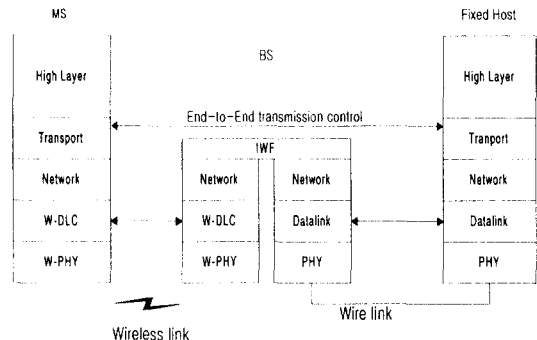 MS
Fixed Host
BS
High Layer
High Layer
End-to-End transmission control
Transport
IWF
Tranport
Network
Network
Network
Network
W-DLC
W-DLC
Datalink
Datalink
W-PHY
W-PHY
PHY
PHY
Wire link
Wireless link